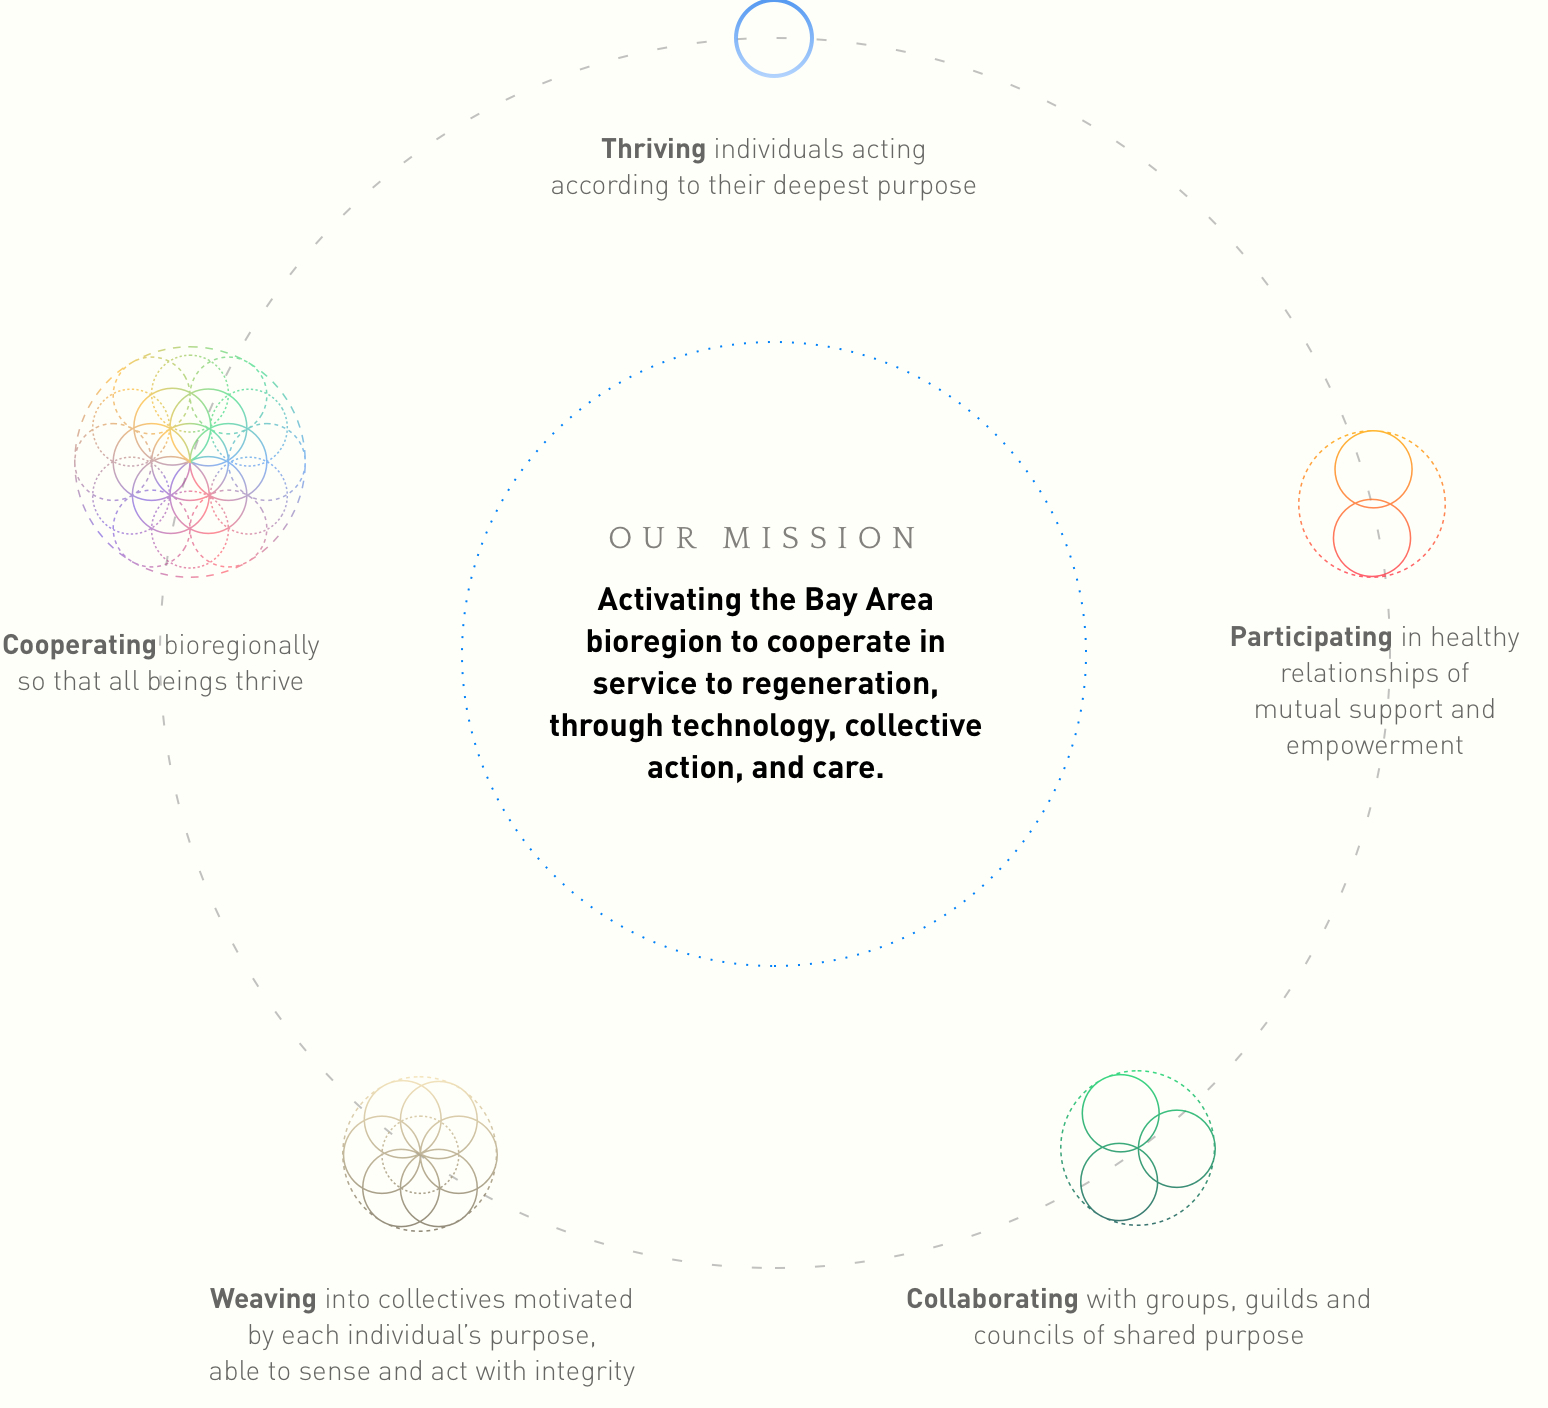 Thriving individuals acting
according to their deepest purpose
OUR MISSION
Activating the Bay Area
bioregion to cooperate in
service to regeneration,
through technology, collective
action, and care.
Participating in healthy
relationships of
mutual support and
empowerment
Collaborating with groups, guilds and
councils of shared purpose
Weaving into collectives motivated
by each individual’s purpose,
able to sense and act with integrity
Cooperating bioregionally
so that all beings thrive